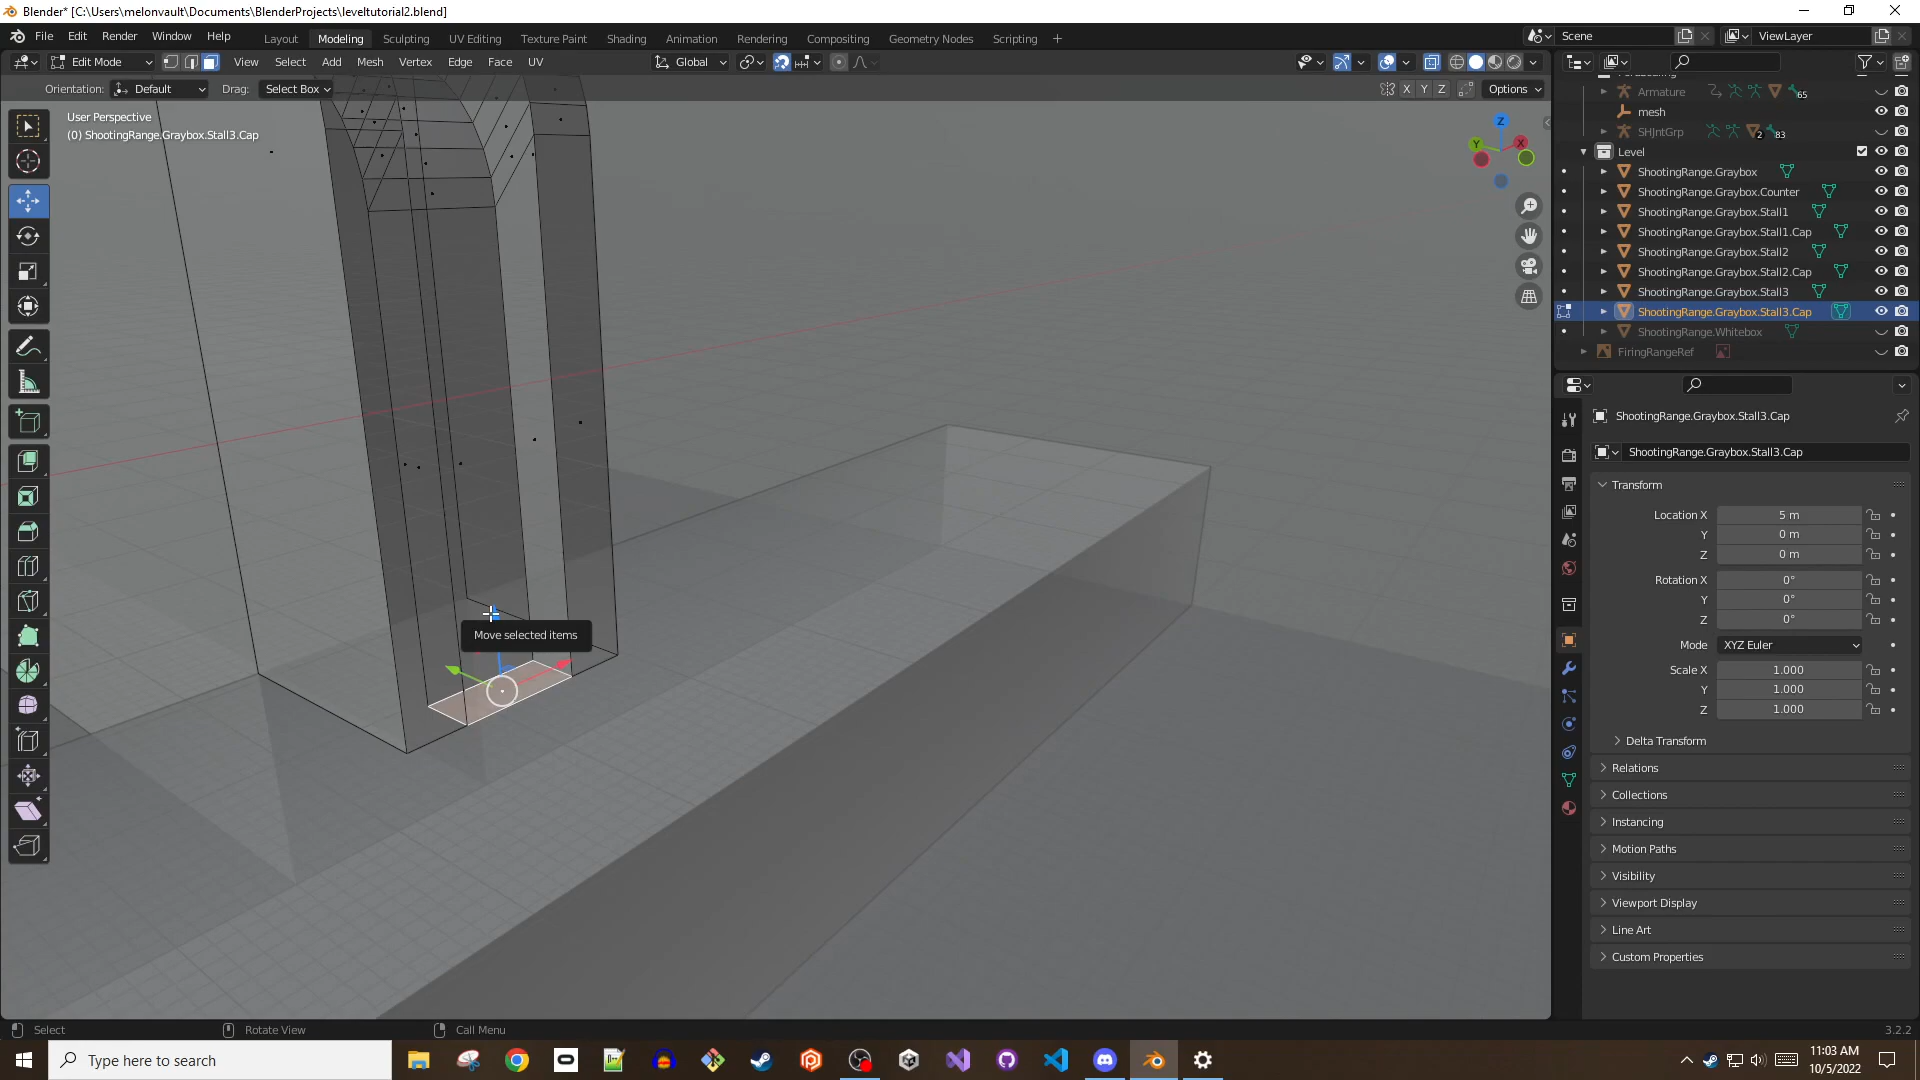 Blender* [C:\Users\melonvault\Documents\BlenderProjects\leveltutorial2.blend]
File Edit Render Window Help
Layout Modeling Sculpting UV Editing Texture Paint Shading Animation Rendering Compositing Geometry Nodes Scripting +
Scene
ViewLayer
Edit Mode
View Select Add Mesh Vertex Edge Face UV
Global
Orientation: Default Drag: Select Box
X Y Z Options
User Perspective
(0) ShootingRange.Graybox.Stall3.Cap
Z
Y
X
Move selected items
Armature 65
mesh
SHJntGrp 2 83
Level
ShootingRange.Graybox
ShootingRange.Graybox.Counter
ShootingRange.Graybox.Stall1
ShootingRange.Graybox.Stall1.Cap
ShootingRange.Graybox.Stall2
ShootingRange.Graybox.Stall2.Cap
ShootingRange.Graybox.Stall3
ShootingRange.Graybox.Stall3.Cap
ShootingRange.Whitebox
FiringRangeRef
ShootingRange.Graybox.Stall3.Cap
ShootingRange.Graybox.Stall3.Cap
Transform
Location X 5 m
Y 0 m
Z 0 m
Rotation X 0°
Y 0°
Z 0°
Mode XYZ Euler
Scale X 1.000
Y 1.000
Z 1.000
Delta Transform
Relations
Collections
Instancing
Motion Paths
Visibility
Viewport Display
Line Art
Custom Properties
Select Rotate View Call Menu 3.2.2
Type here to search
11:03 AM
10/5/2022